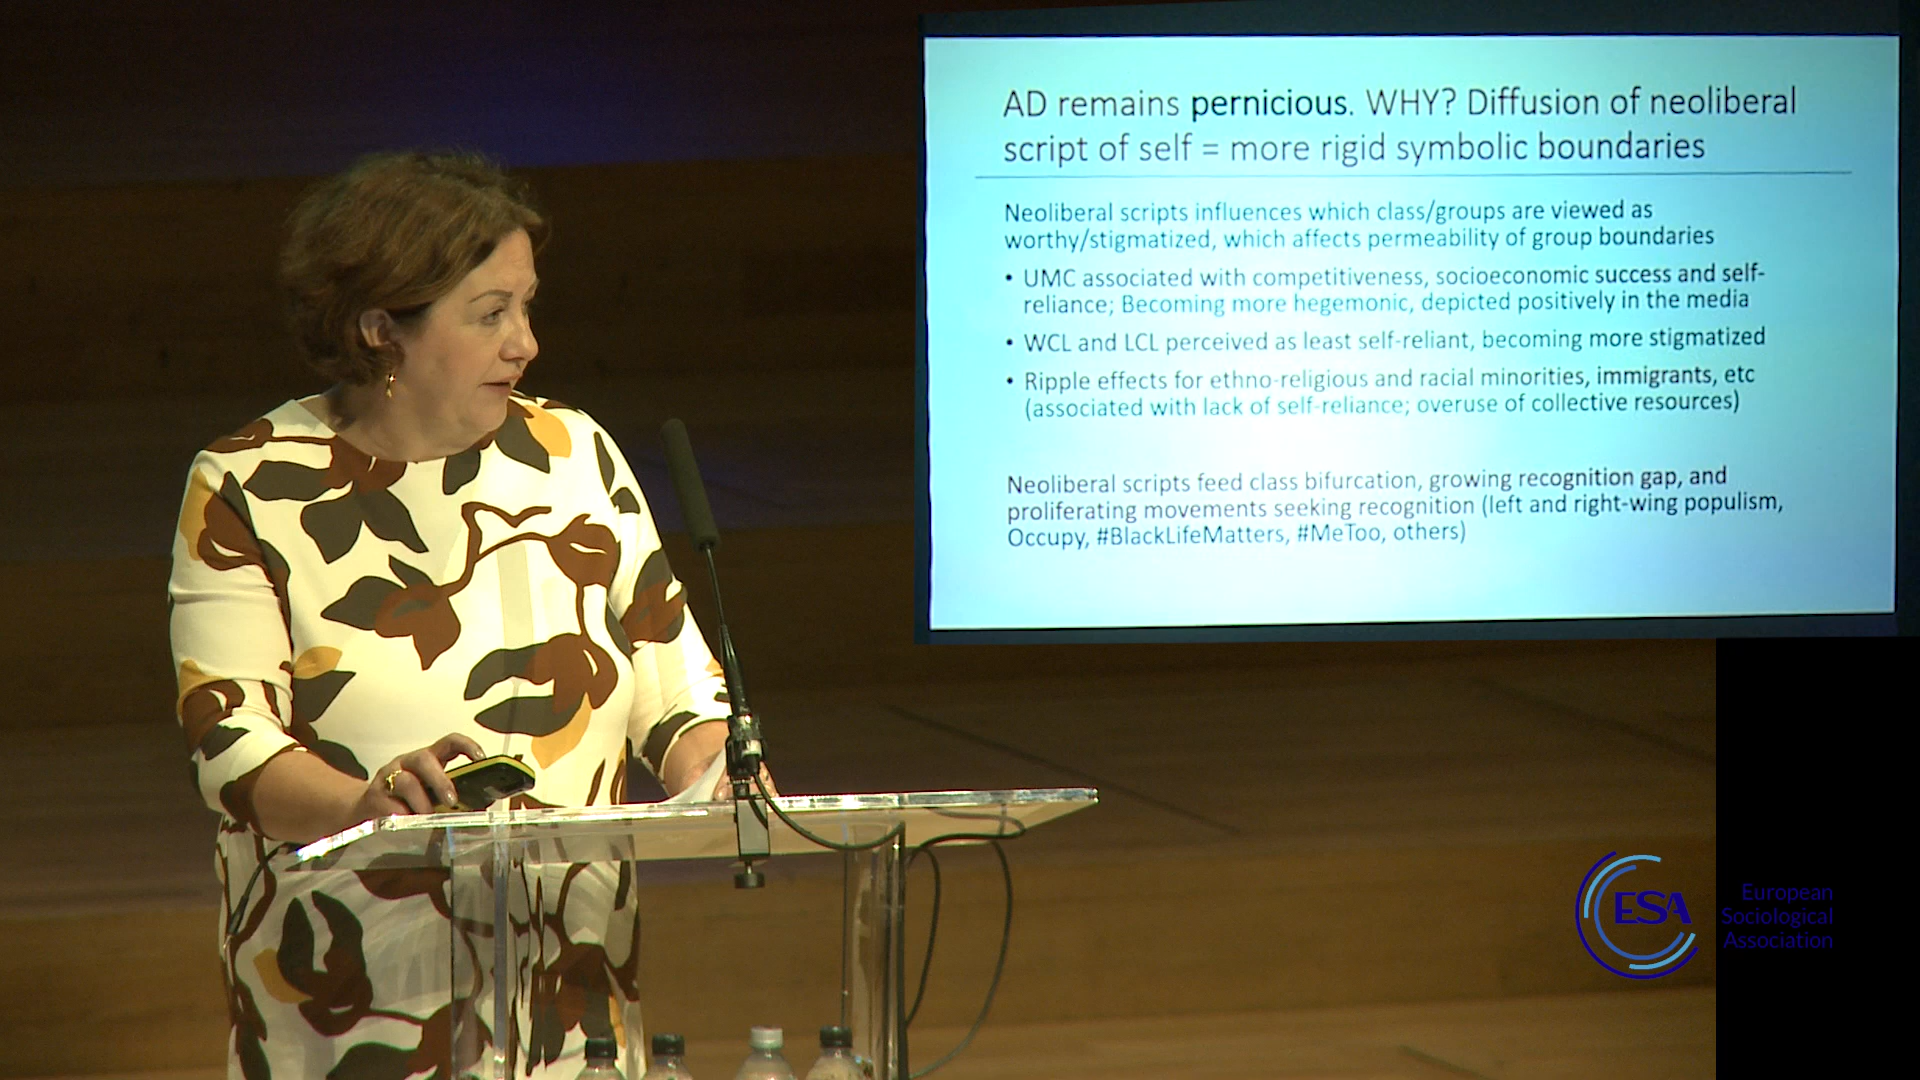 AD remains pernicious. WHY? Diffusion of neoliberal
script of self = more rigid symbolic boundaries
Neoliberal scripts influences which class/groups are viewed as
worthy/stigmatized, which affects permeability of group boundaries
• UMC associated with competitiveness, socioeconomic success and self-
reliance; Becoming more hegemonic, depicted positively in the media
• WCL and LCL perceived as least self-reliant, becoming more stigmatized
• Ripple effects for ethno-religious and racial minorities, immigrants, etc
(associated with lack of self-reliance; overuse of collective resources)
Neoliberal scripts feed class bifurcation, growing recognition gap, and
proliferating movements seeking recognition (left and right-wing populism,
Occupy, #BlackLifeMatters, #MeToo, others)
ESA
European
Sociological
Association